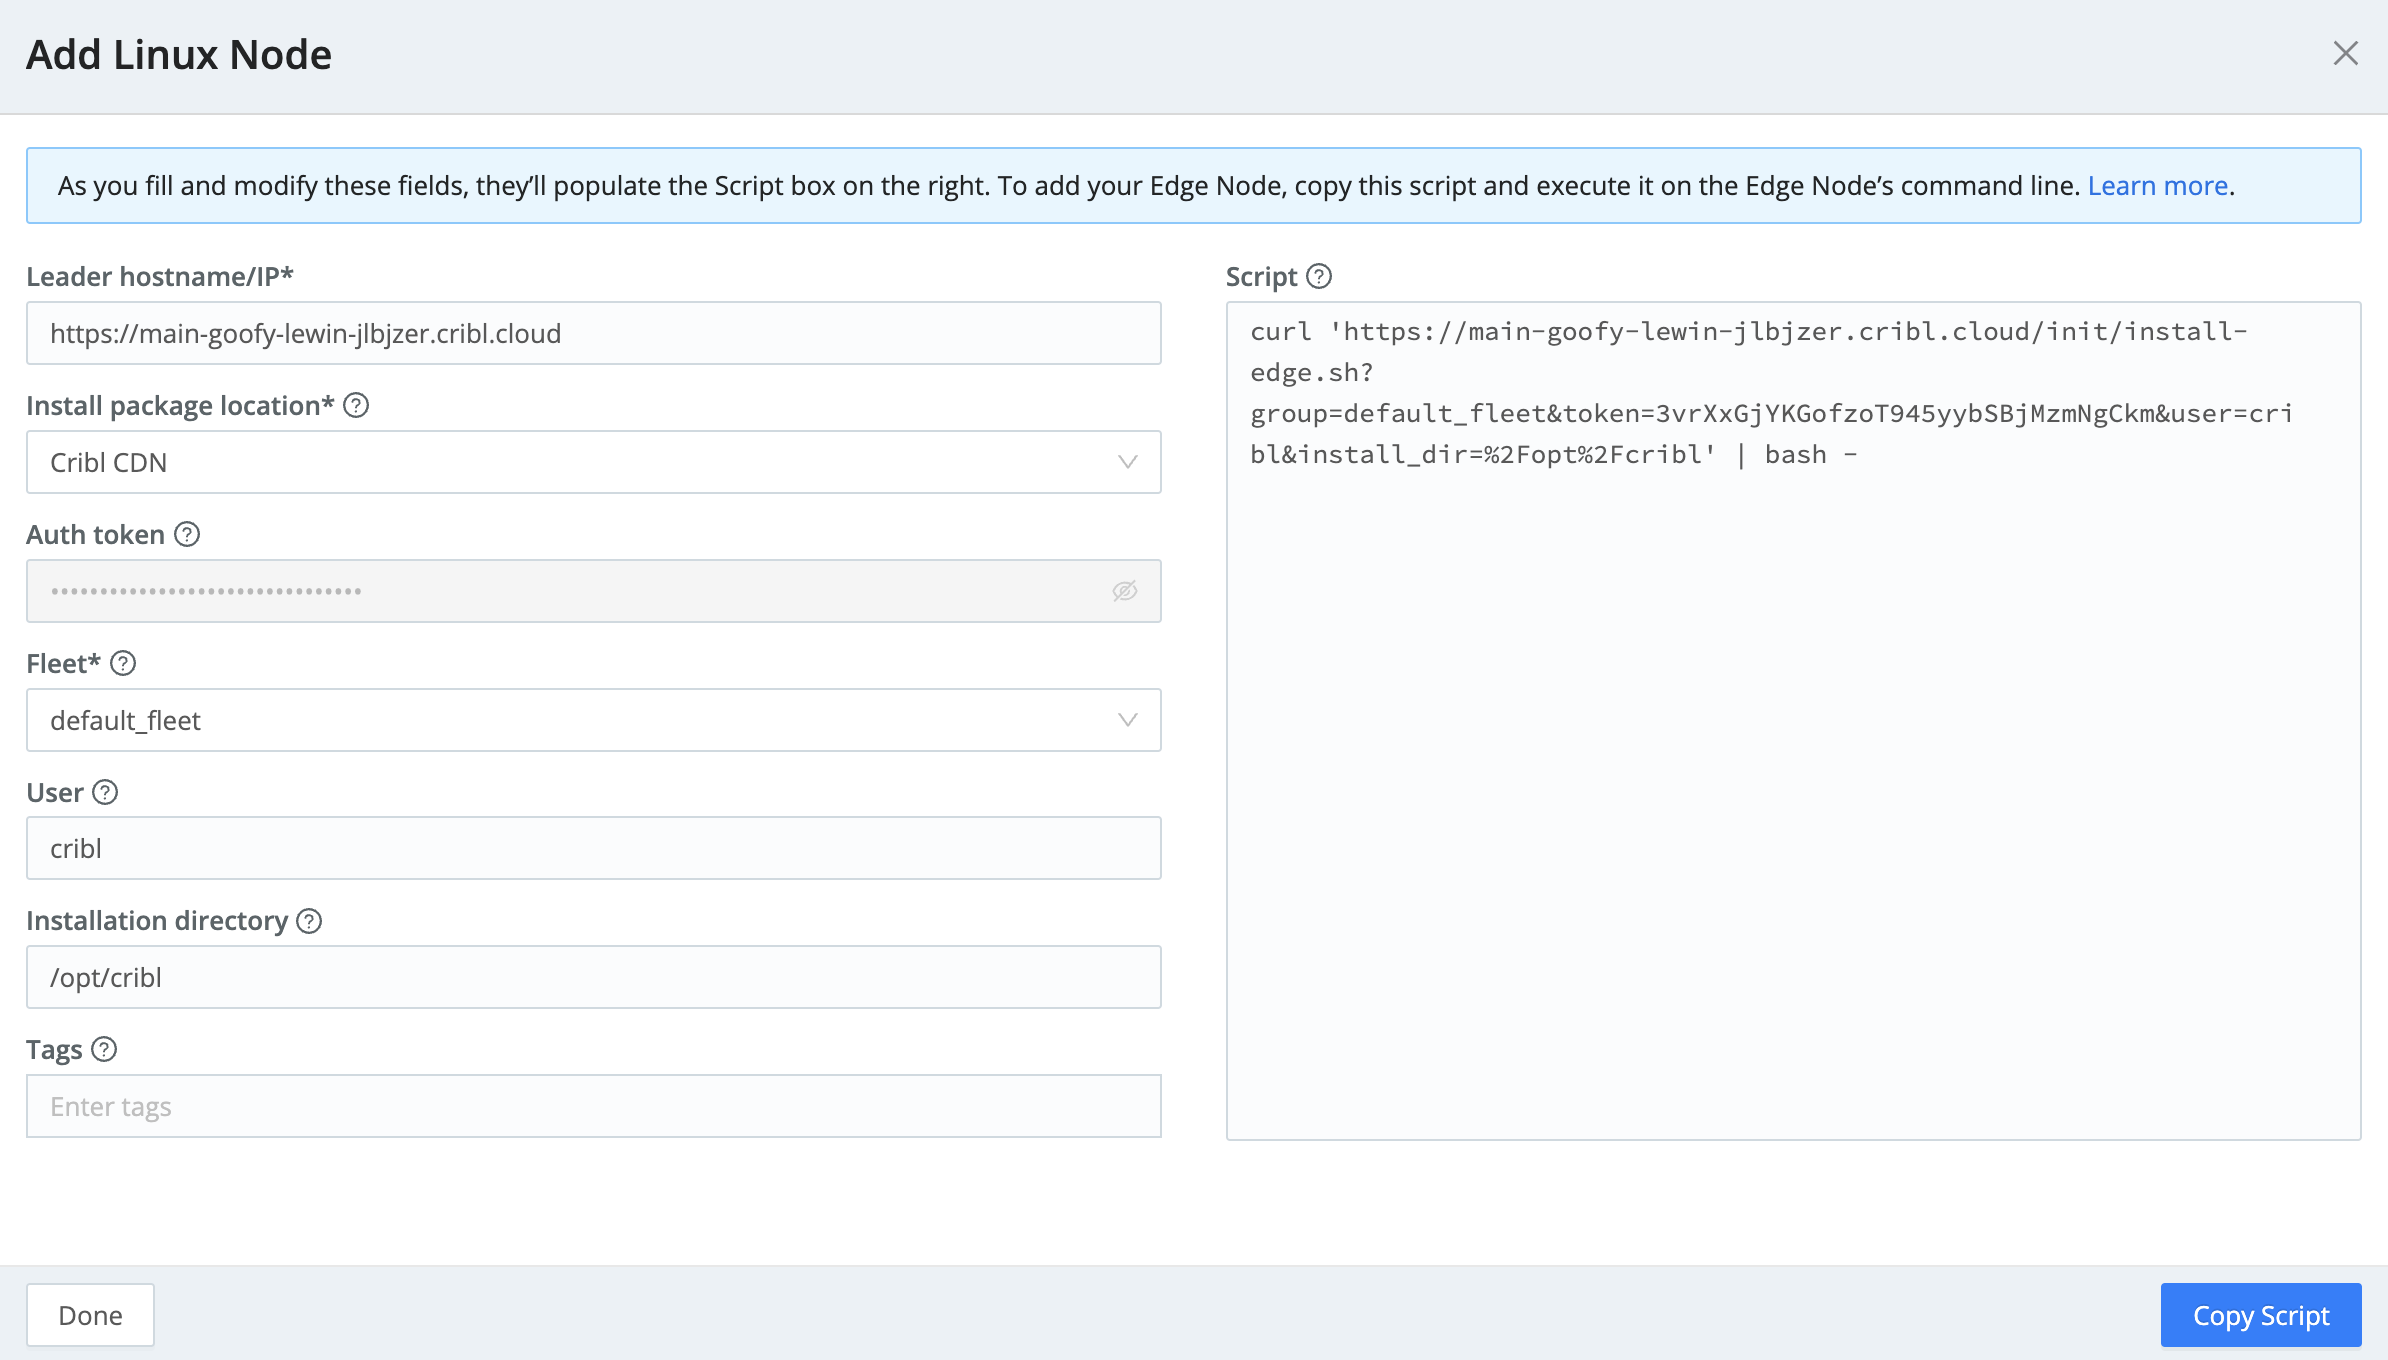 Add Linux Node
As you fill and modify these fields, they’ll populate the Script box on the right. To add your Edge Node, copy this script and execute it on the Edge Node’s command line. Learn more.
Leader hostname/IP*
https://main-goofy-lewin-jlbjzer.cribl.cloud
Install package location*
Cribl CDN
Auth token
••••••••••••••••••••••••••••••••
Fleet*
default_fleet
User
cribl
Installation directory
/opt/cribl
Tags
Enter tags
Script
curl 'https://main-goofy-lewin-jlbjzer.cribl.cloud/init/install-
edge.sh?
group=default_fleet&token=3vrXxGjYKGofzoT945yybSBjMzmNgCkm&user=cri
bl&install_dir=%2Fopt%2Fcribl' | bash -
Done
Copy Script